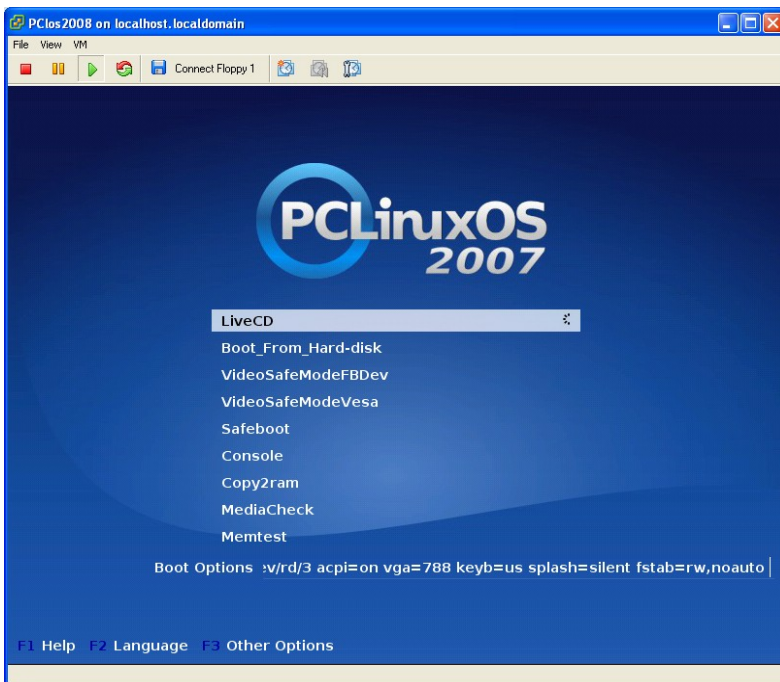 PClos2008 on localhost.localdomain
File View VM
Connect Floppy 1
PCLinuxOS
2007
LiveCD
Boot_From_Hard-disk
VideoSafeModeFBDev
VideoSafeModeVesa
Safeboot
Console
Copy2ram
MediaCheck
Memtest
Boot Options :v/rd/3 acpi=on vga=788 keyb=us splash=silent fstab=rw,noauto
F1 Help F2 Language F3 Other Options